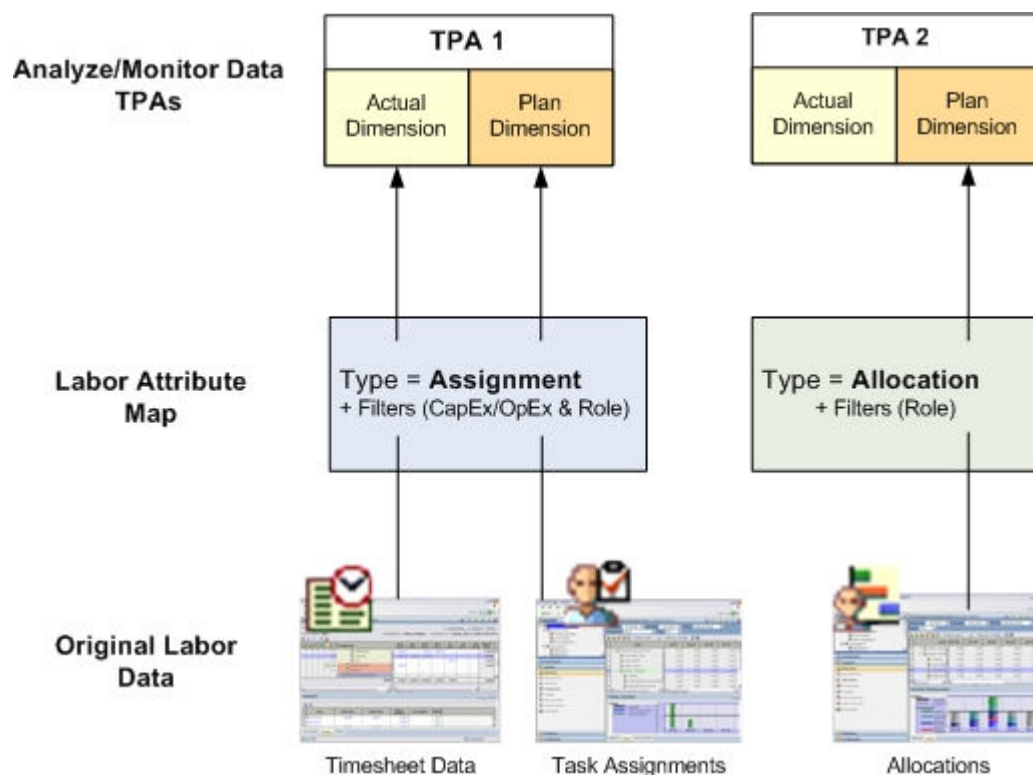 Analyze/Monitor Data
TPAs
TPA 1
Actual
Dimension
Plan
Dimension
TPA 2
Actual
Dimension
Plan
Dimension
Labor Attribute
Map
Type = Assignment
+ Filters (CapEx/OpEx & Role)
Type = Allocation
+ Filters (Role)
Original Labor
Data
Timesheet Data
Task Assignments
Allocations